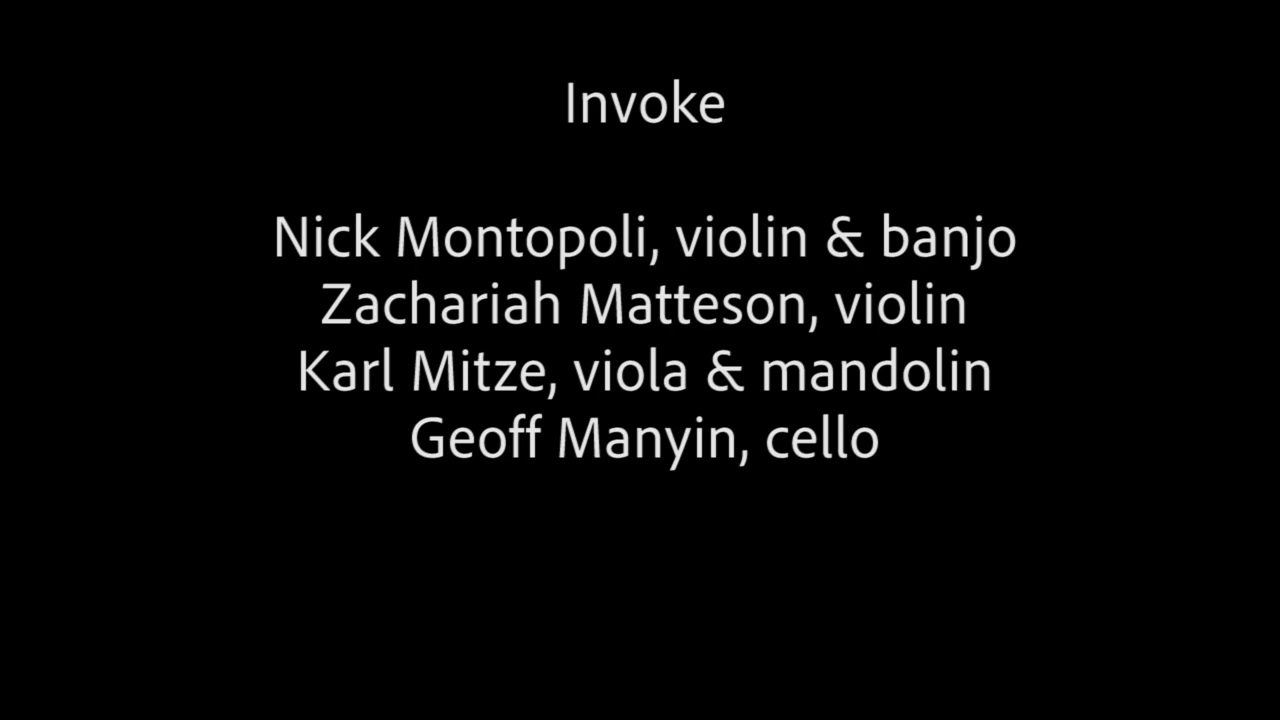 Invoke
Nick Montopoli, violin & banjo
Zachariah Matteson, violin
Karl Mitze, viola & mandolin
Geoff Manyin, cello